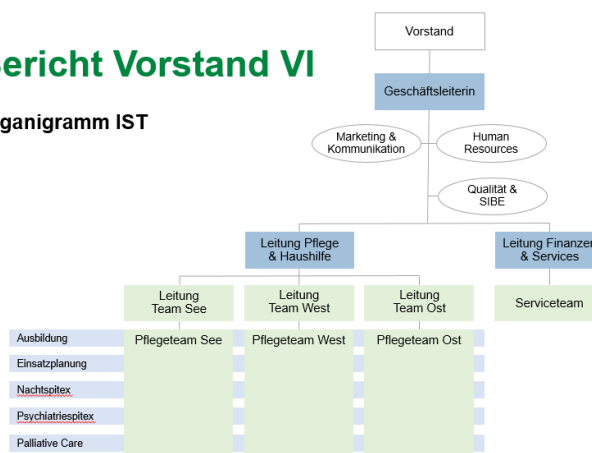 ericht Vorstand VI
ganigramm IST
Vorstand
Geschäftsleiterin
Marketing &
Kommunikation
Human
Resources
Qualität &
SIBE
Leitung Pflege
& Haushilfe
Leitung Finanzen
& Services
Leitung
Team See
Leitung
Team West
Leitung
Team Ost
Serviceteam
Ausbildung
Pflegeteam See
Pflegeteam West
Pflegeteam Ost
Einsatzplanung
Nachtspitex
Psychiatriespitex
Palliative Care